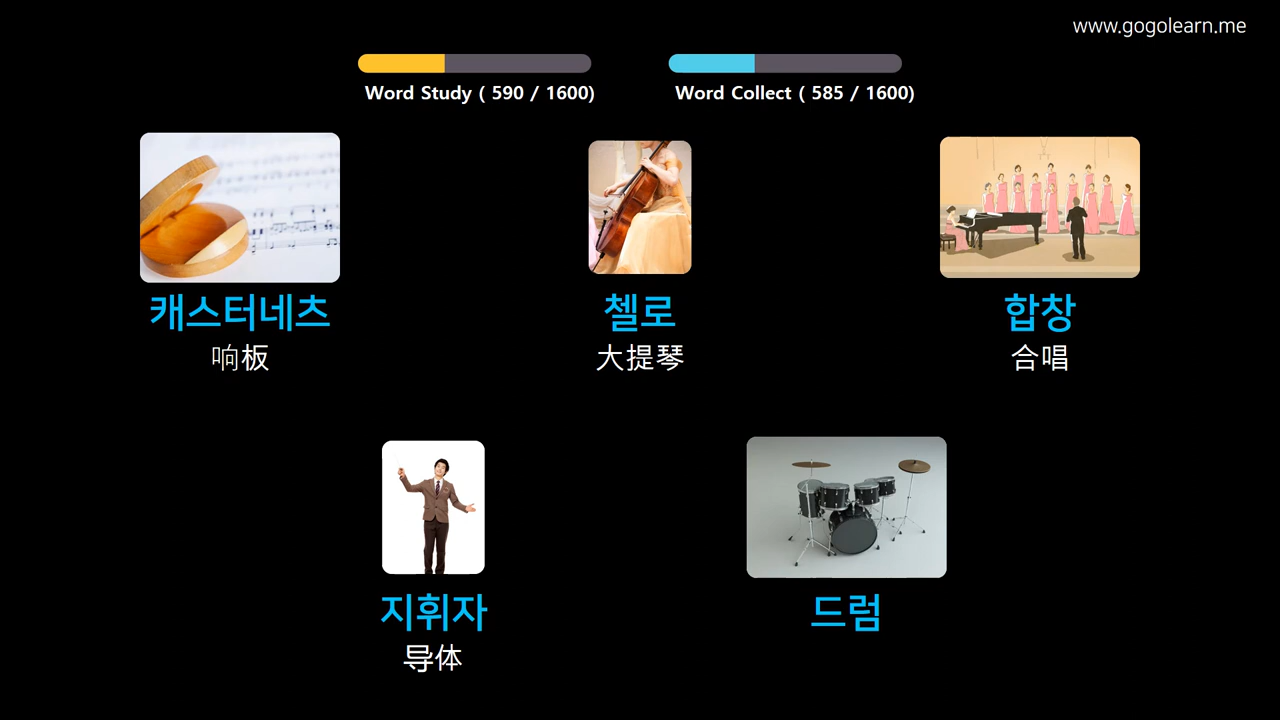 www.gogolearn.me
Word Study ( 590 / 1600)
Word Collect ( 585 / 1600)
캐스터네츠
响板
첼로
大提琴
합창
合唱
지휘자
导体
드럼